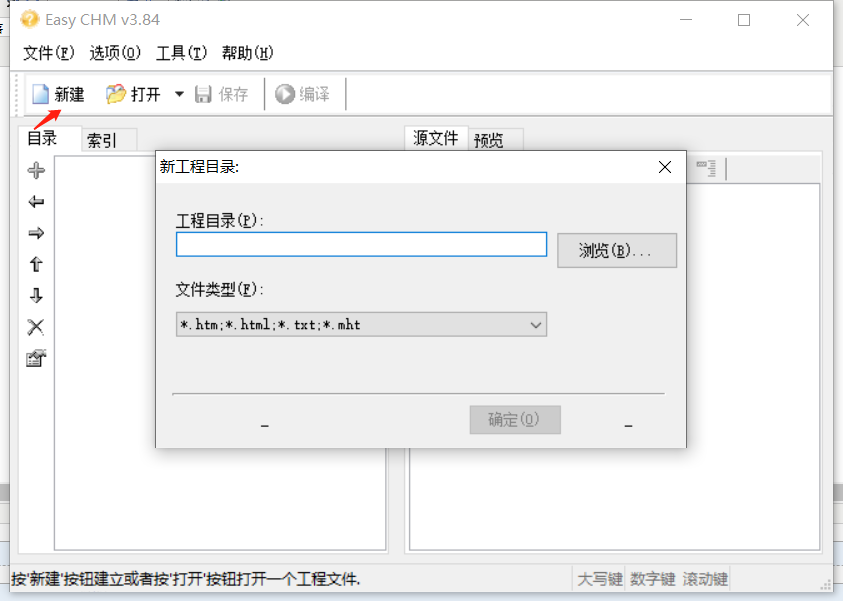 Easy CHM v3.84
文件(F) 选项(O) 工具(T) 帮助(H)
新建 打开 保存 编译
目录 索引 源文件 预览
新工程目录:
工程目录(P):
浏览(B)...
文件类型(F):
*.htm;*.html;*.txt;*.mht
确定(O)
按'新建'按钮建立或者按'打开'按钮打开一个工程文件.
大写键 数字键 滚动键